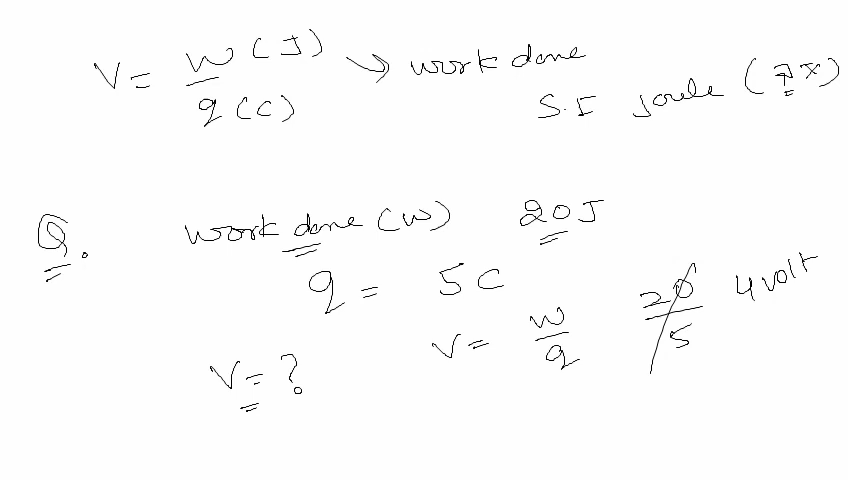 V = W (J) → work done
q (C)
S.I Joule (
Q. work done (W) 20J
q = 5C
V = W/q 20/5 4 volt
V = ?